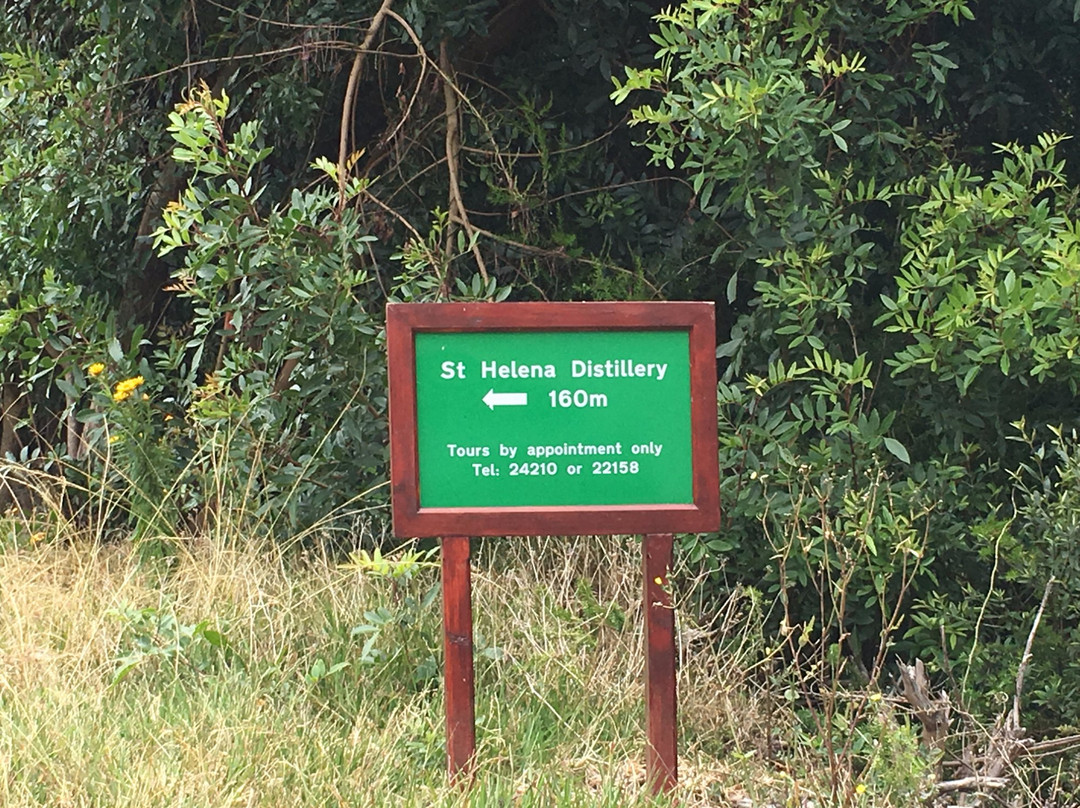 St Helena Distillery
← 160m
Tours by appointment only
Tel: 24210 or 22158